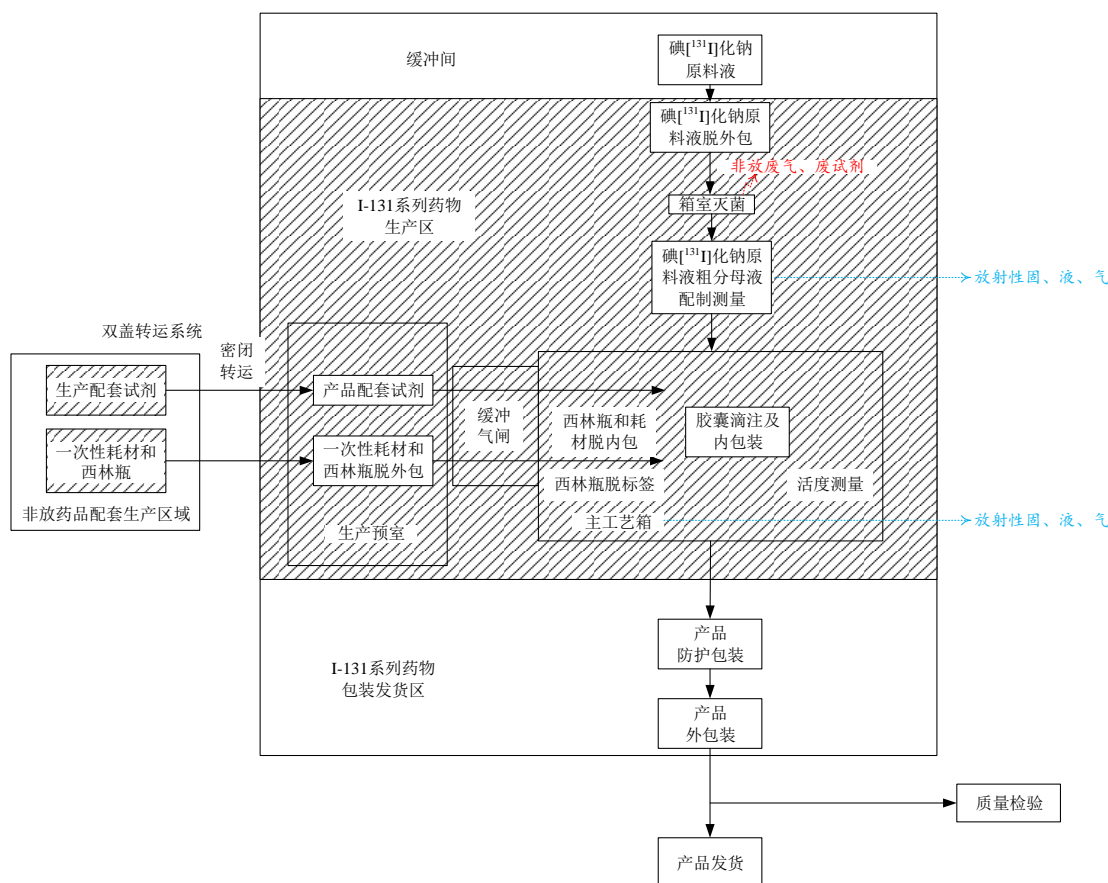 缓冲间
碘[¹³¹I]化钠
原料液
碘[¹³¹I]化钠原
料液脱外包
非放废气、废试剂
箱室灭菌
I-131系列药物
生产区
碘[¹³¹I]化钠原
料液粗分母液
配制测量
放射性固、液、气
双盖转运系统
密闭
转运
生产配套试剂
一次性耗材和
西林瓶
非放药品配套生产区域
产品配套试剂
一次性耗材和
西林瓶脱外包
生产预室
缓冲
气闸
西林瓶和耗
材脱内包
西林瓶脱标签
胶囊滴注及
内包装
活度测量
主工艺箱
放射性固、液、气
I-131系列药物
包装发货区
产品
防护包装
产品
外包装
质量检验
产品发货